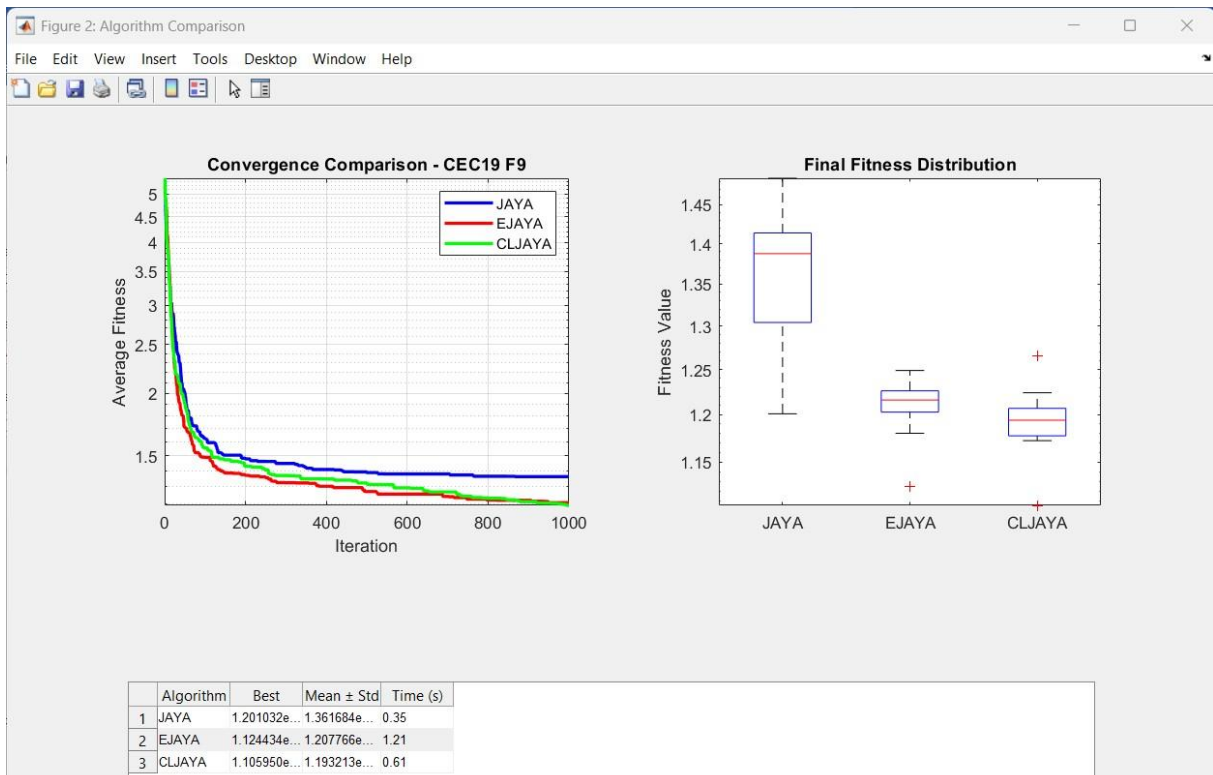 Figure 2: Algorithm Comparison
File Edit View Insert Tools Desktop Window Help
Convergence Comparison - CEC19 F9
5
4.5
4
3.5
3
2.5
2
1.5
Average Fitness
JAYA
EJAYA
CLJAYA
0 200 400 600 800 1000
Iteration
Final Fitness Distribution
1.45
1.4
1.35
1.3
1.25
1.2
1.15
Fitness Value
JAYA EJAYA CLJAYA
Algorithm Best Mean ± Std Time (s)
1 JAYA 1.201032e... 1.361684e... 0.35
2 EJAYA 1.124434e... 1.207766e... 1.21
3 CLJAYA 1.105950e... 1.193213e... 0.61